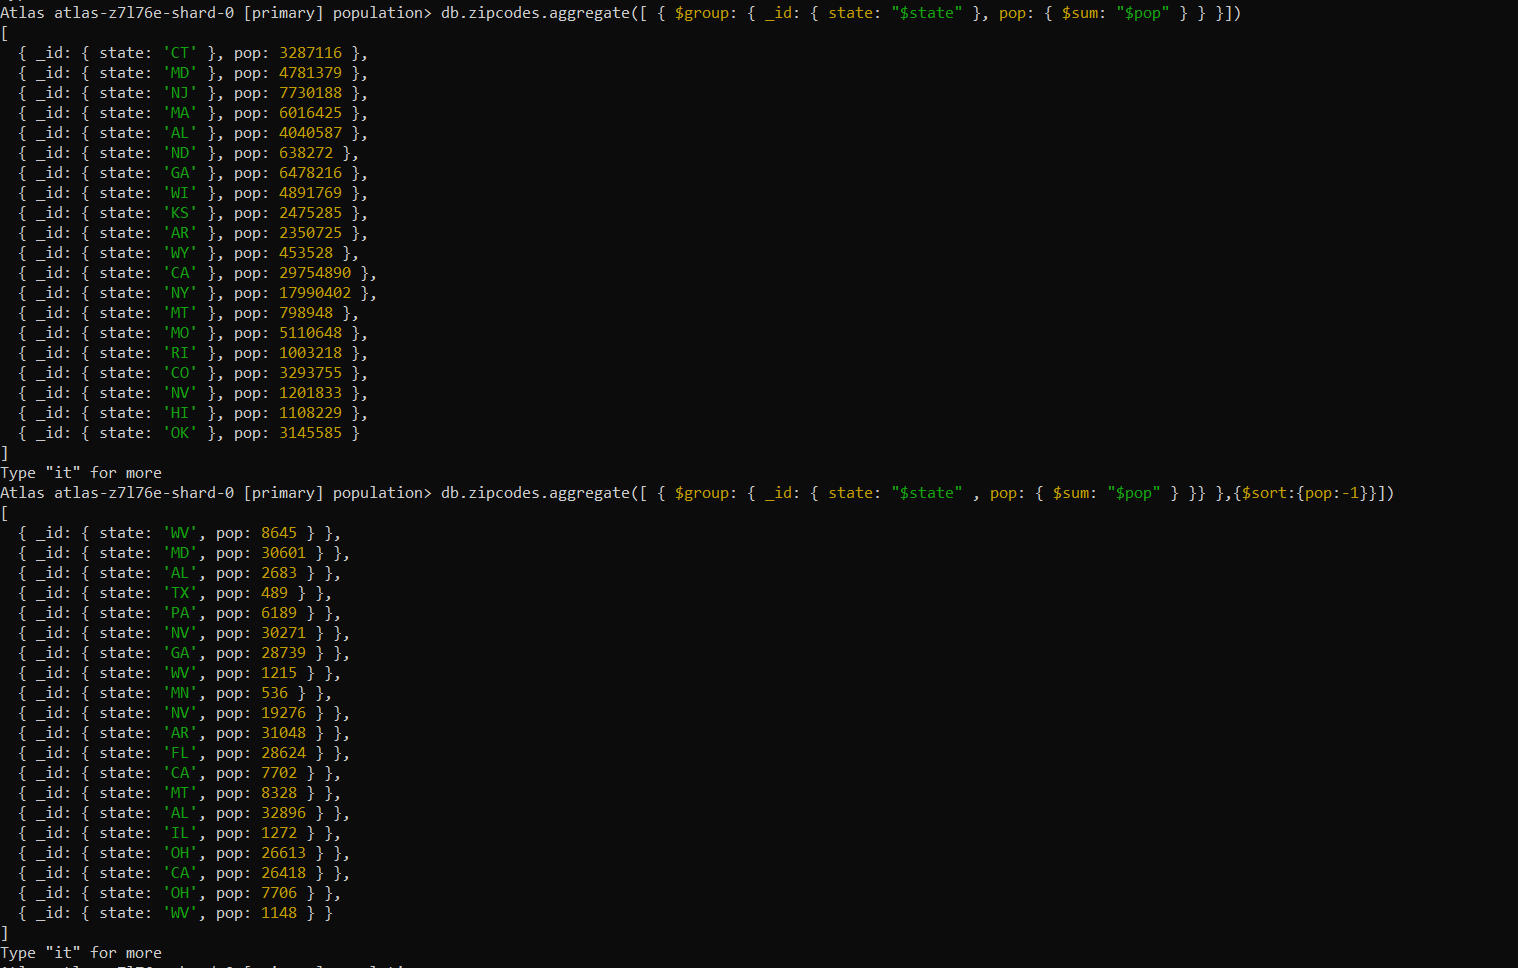 Atlas atlas-z7l76e-shard-0 [primary] population> db.zipcodes.aggregate([ { $group: { _id: { state: "$state" }, pop: { $sum: "$pop" } } }])
[
  { _id: { state: 'CT' }, pop: 3287116 },
  { _id: { state: 'MD' }, pop: 4781379 },
  { _id: { state: 'NJ' }, pop: 7730188 },
  { _id: { state: 'MA' }, pop: 6016425 },
  { _id: { state: 'AL' }, pop: 4040587 },
  { _id: { state: 'ND' }, pop: 638272 },
  { _id: { state: 'GA' }, pop: 6478216 },
  { _id: { state: 'WI' }, pop: 4891769 },
  { _id: { state: 'KS' }, pop: 2475285 },
  { _id: { state: 'AR' }, pop: 2350725 },
  { _id: { state: 'WY' }, pop: 453528 },
  { _id: { state: 'CA' }, pop: 29754890 },
  { _id: { state: 'NY' }, pop: 17990402 },
  { _id: { state: 'MT' }, pop: 798948 },
  { _id: { state: 'MO' }, pop: 5110648 },
  { _id: { state: 'RI' }, pop: 1003218 },
  { _id: { state: 'CO' }, pop: 3293755 },
  { _id: { state: 'NV' }, pop: 1201833 },
  { _id: { state: 'HI' }, pop: 1108229 },
  { _id: { state: 'OK' }, pop: 3145585 }
]
Type "it" for more
Atlas atlas-z7l76e-shard-0 [primary] population> db.zipcodes.aggregate([ { $group: { _id: { state: "$state" , pop: { $sum: "$pop" } }} },{$sort:{pop:-1}}])
[
  { _id: { state: 'WV', pop: 8645 } },
  { _id: { state: 'MD', pop: 30601 } },
  { _id: { state: 'AL', pop: 2683 } },
  { _id: { state: 'TX', pop: 489 } },
  { _id: { state: 'PA', pop: 6189 } },
  { _id: { state: 'NV', pop: 30271 } },
  { _id: { state: 'GA', pop: 28739 } },
  { _id: { state: 'WV', pop: 1215 } },
  { _id: { state: 'MN', pop: 536 } },
  { _id: { state: 'NV', pop: 19276 } },
  { _id: { state: 'AR', pop: 31048 } },
  { _id: { state: 'FL', pop: 28624 } },
  { _id: { state: 'CA', pop: 7702 } },
  { _id: { state: 'MT', pop: 8328 } },
  { _id: { state: 'AL', pop: 32896 } },
  { _id: { state: 'IL', pop: 1272 } },
  { _id: { state: 'OH', pop: 26613 } },
  { _id: { state: 'CA', pop: 26418 } },
  { _id: { state: 'OH', pop: 7706 } },
  { _id: { state: 'WV', pop: 1148 } }
]
Type "it" for more